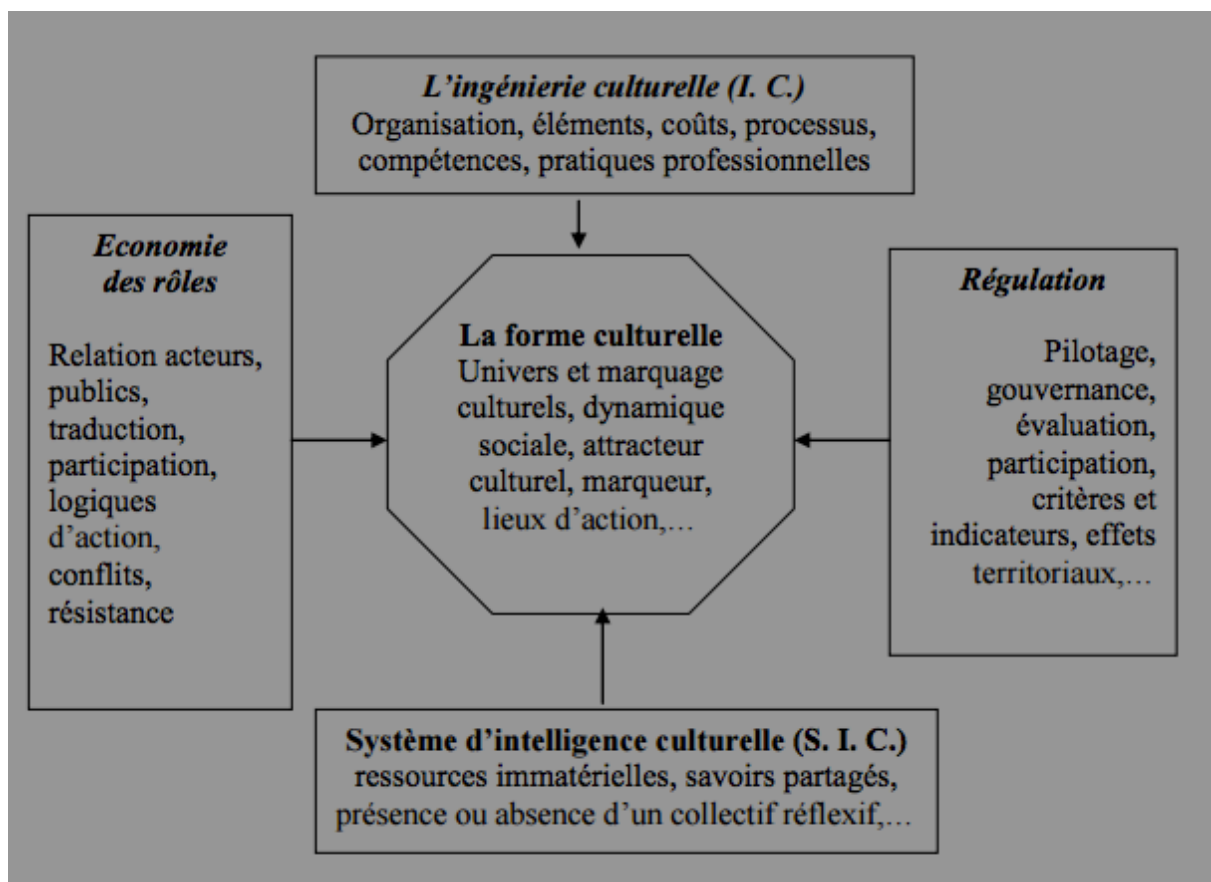 L'ingénierie culturelle (I. C.)
Organisation, éléments, coûts, processus,
compétences, pratiques professionnelles
Economie
des rôles
Relation acteurs,
publics,
traduction,
participation,
logiques
d'action,
conflits,
résistance
La forme culturelle
Univers et marquage
culturels, dynamique
sociale, attracteur
culturel, marqueur,
lieux d'action,…
Régulation
Pilotage,
gouvernance,
évaluation,
participation,
critères et
indicateurs, effets
territoriaux,…
Système d'intelligence culturelle (S. I. C.)
ressources immatérielles, savoirs partagés,
présence ou absence d'un collectif réflexif,…